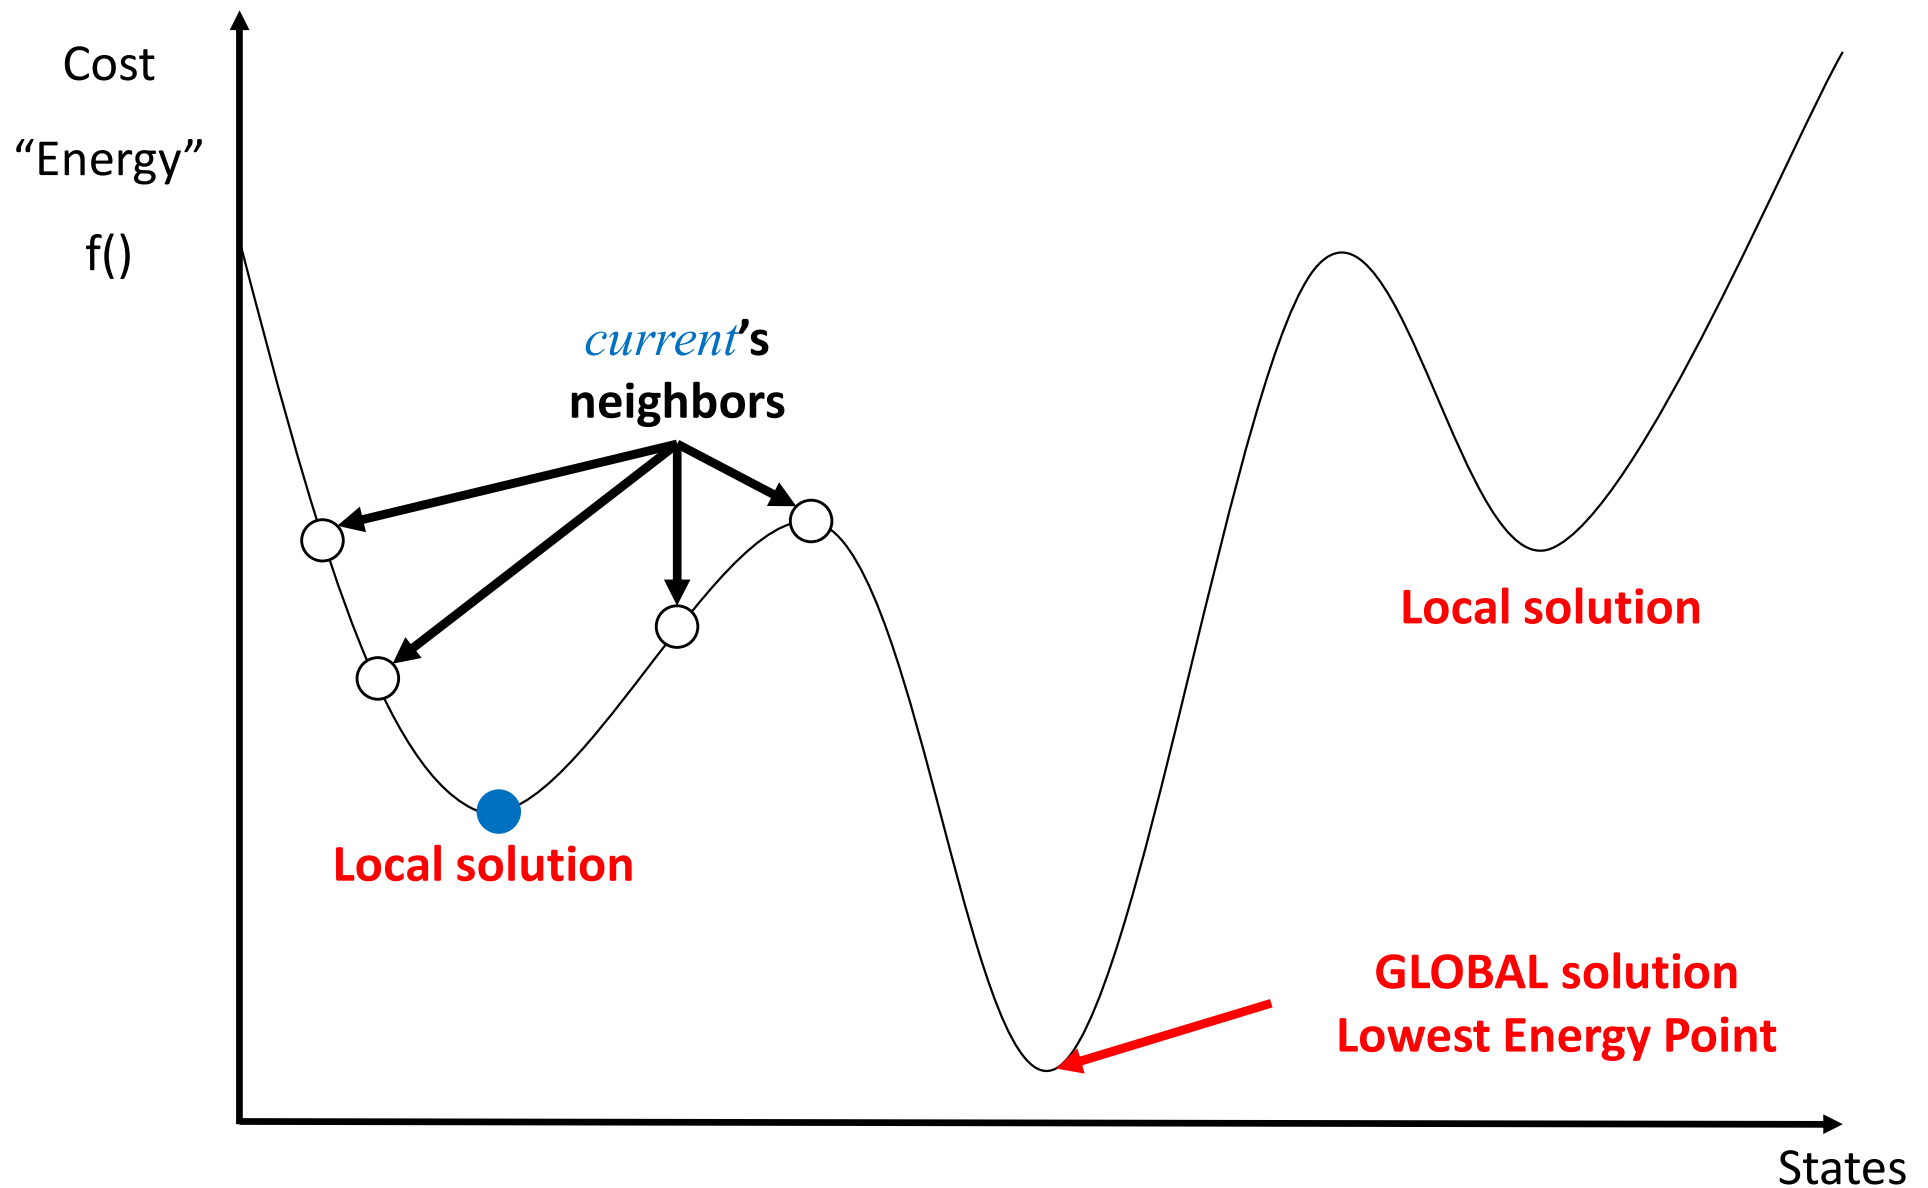 Cost
“Energy”
f()
current’s
neighbors
Local solution
Local solution
GLOBAL solution
Lowest Energy Point
States